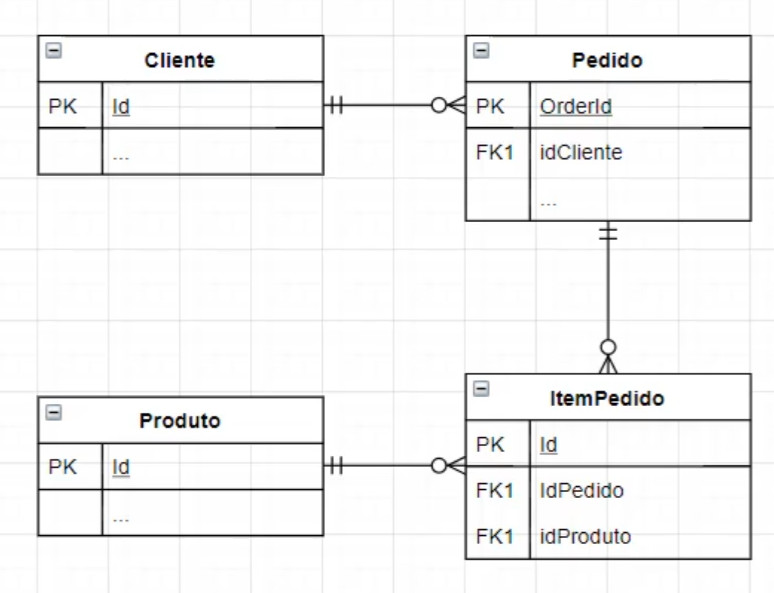 Cliente
PK Id
...
Pedido
PK OrderId
FK1 idCliente
...
Produto
PK Id
...
ItemPedido
PK Id
FK1 IdPedido
FK1 idProduto